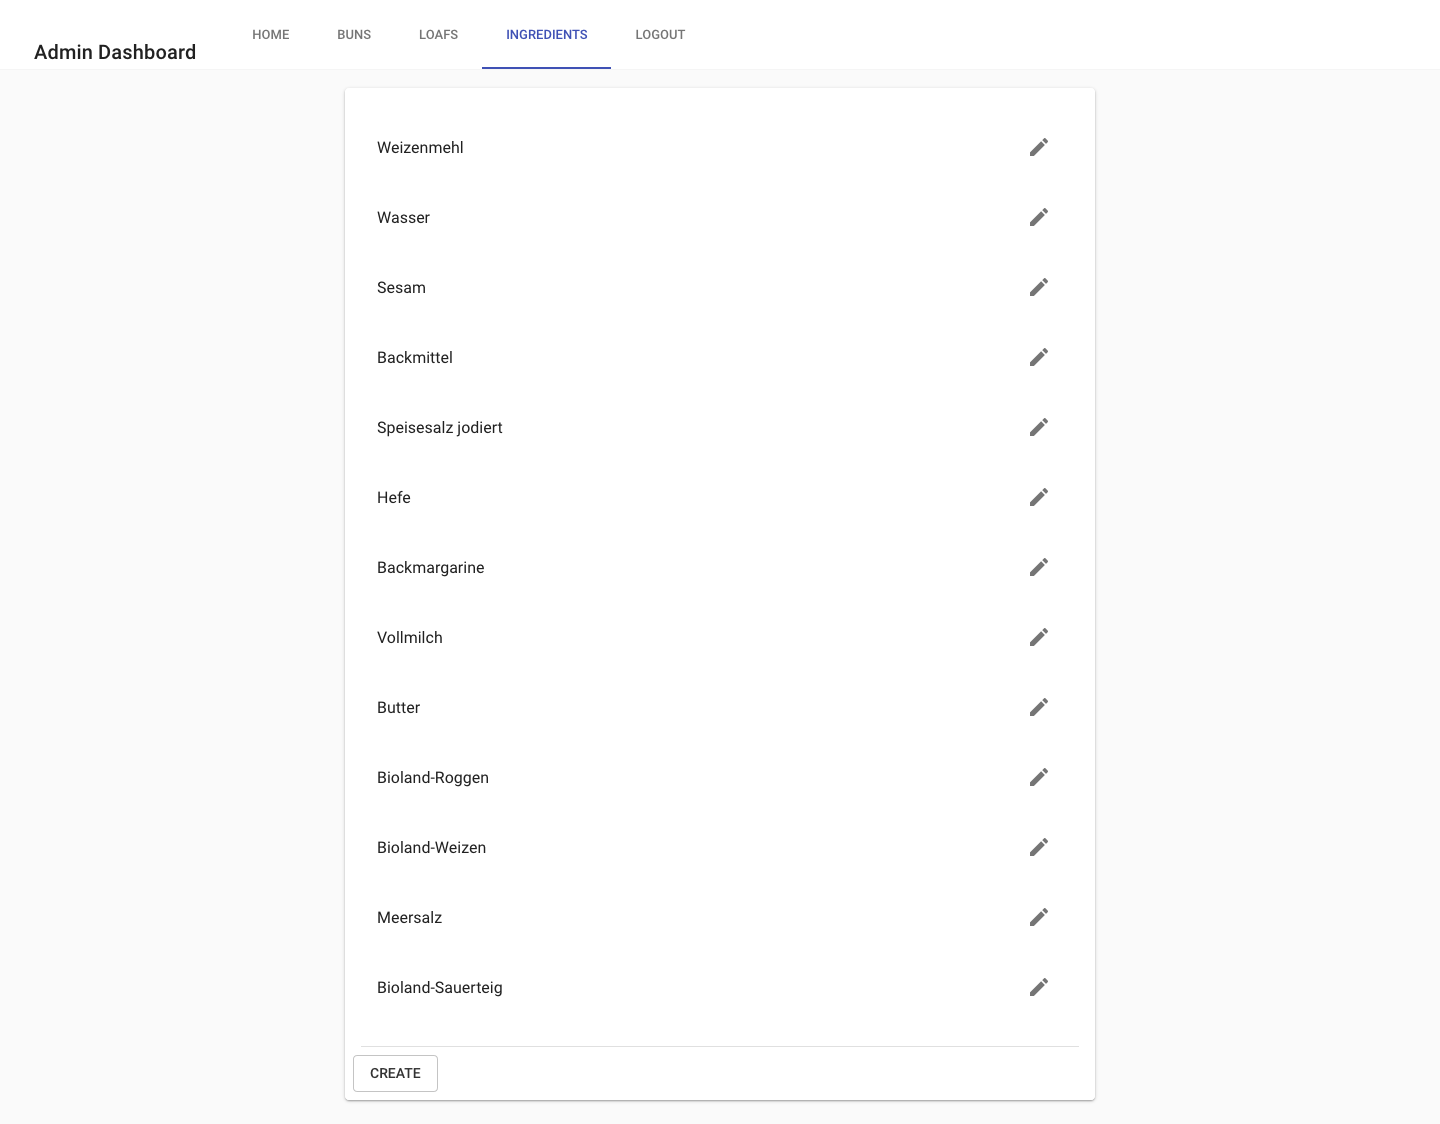 Admin Dashboard
HOME
BUNS
LOAFS
INGREDIENTS
LOGOUT
Weizenmehl
Wasser
Sesam
Backmittel
Speisesalz jodiert
Hefe
Backmargarine
Vollmilch
Butter
Bioland-Roggen
Bioland-Weizen
Meersalz
Bioland-Sauerteig
CREATE